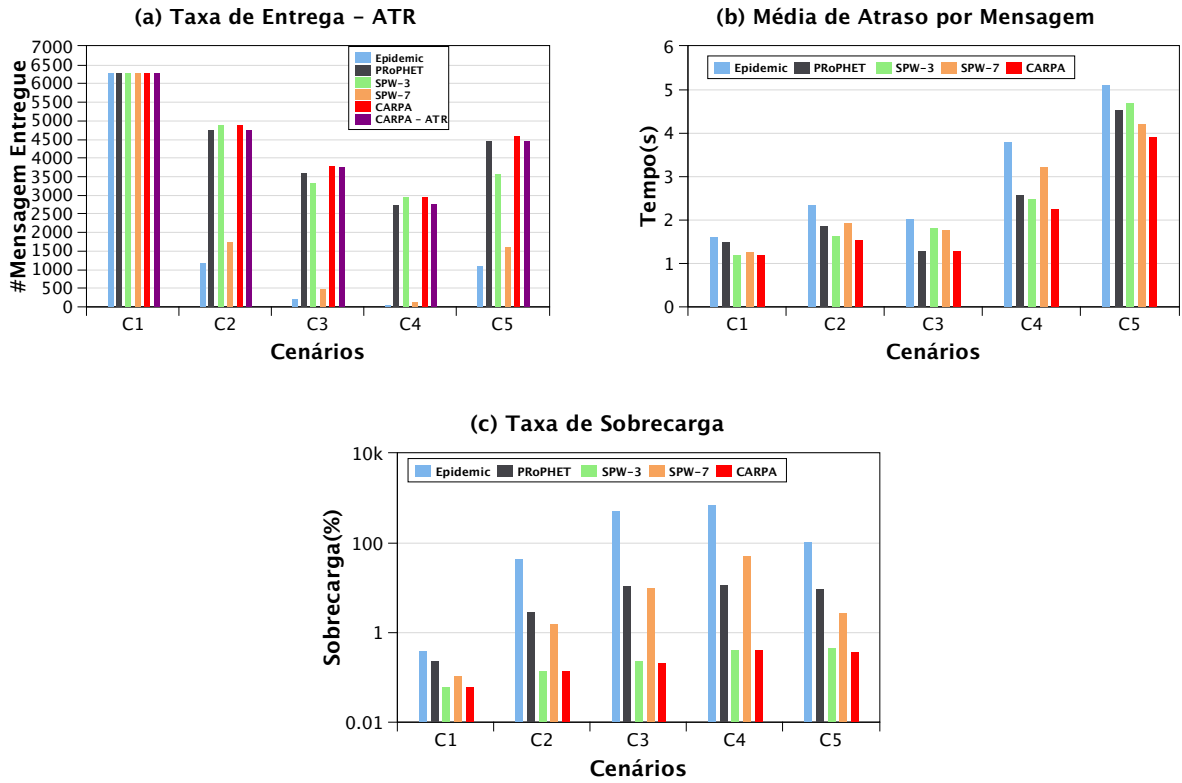 (a) Taxa de Entrega – ATR
7000
6500
6000
5500
5000
4500
4000
3500
3000
2500
2000
1500
1000
500
0
#Mensagem Entregue
Epidemic
PRoPHET
SPW–3
SPW–7
CARPA
CARPA – ATR
C1 C2 C3 C4 C5
Cenários
(b) Média de Atraso por Mensagem
6
5
4
3
2
1
0
Tempo(s)
Epidemic PRoPHET SPW–3 SPW–7 CARPA
C1 C2 C3 C4 C5
Cenários
(c) Taxa de Sobrecarga
10k
100
1
0.01
Sobrecarga(%)
Epidemic PRoPHET SPW–3 SPW–7 CARPA
C1 C2 C3 C4 C5
Cenários